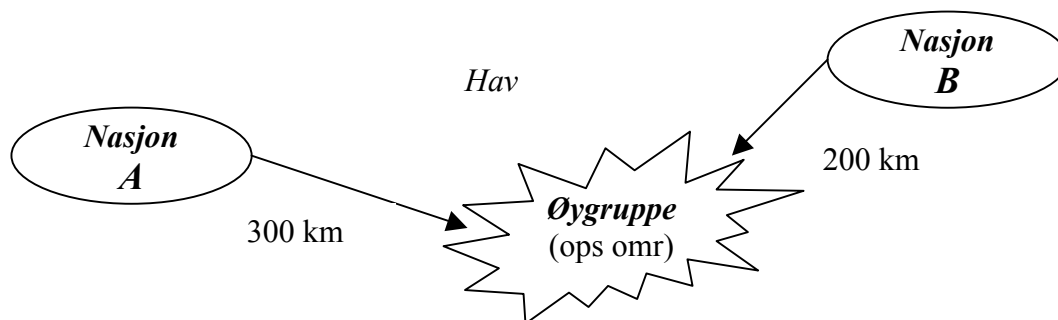 Nasjon
B
Hav
Nasjon
A
200 km
Øygruppe
(ops omr)
300 km